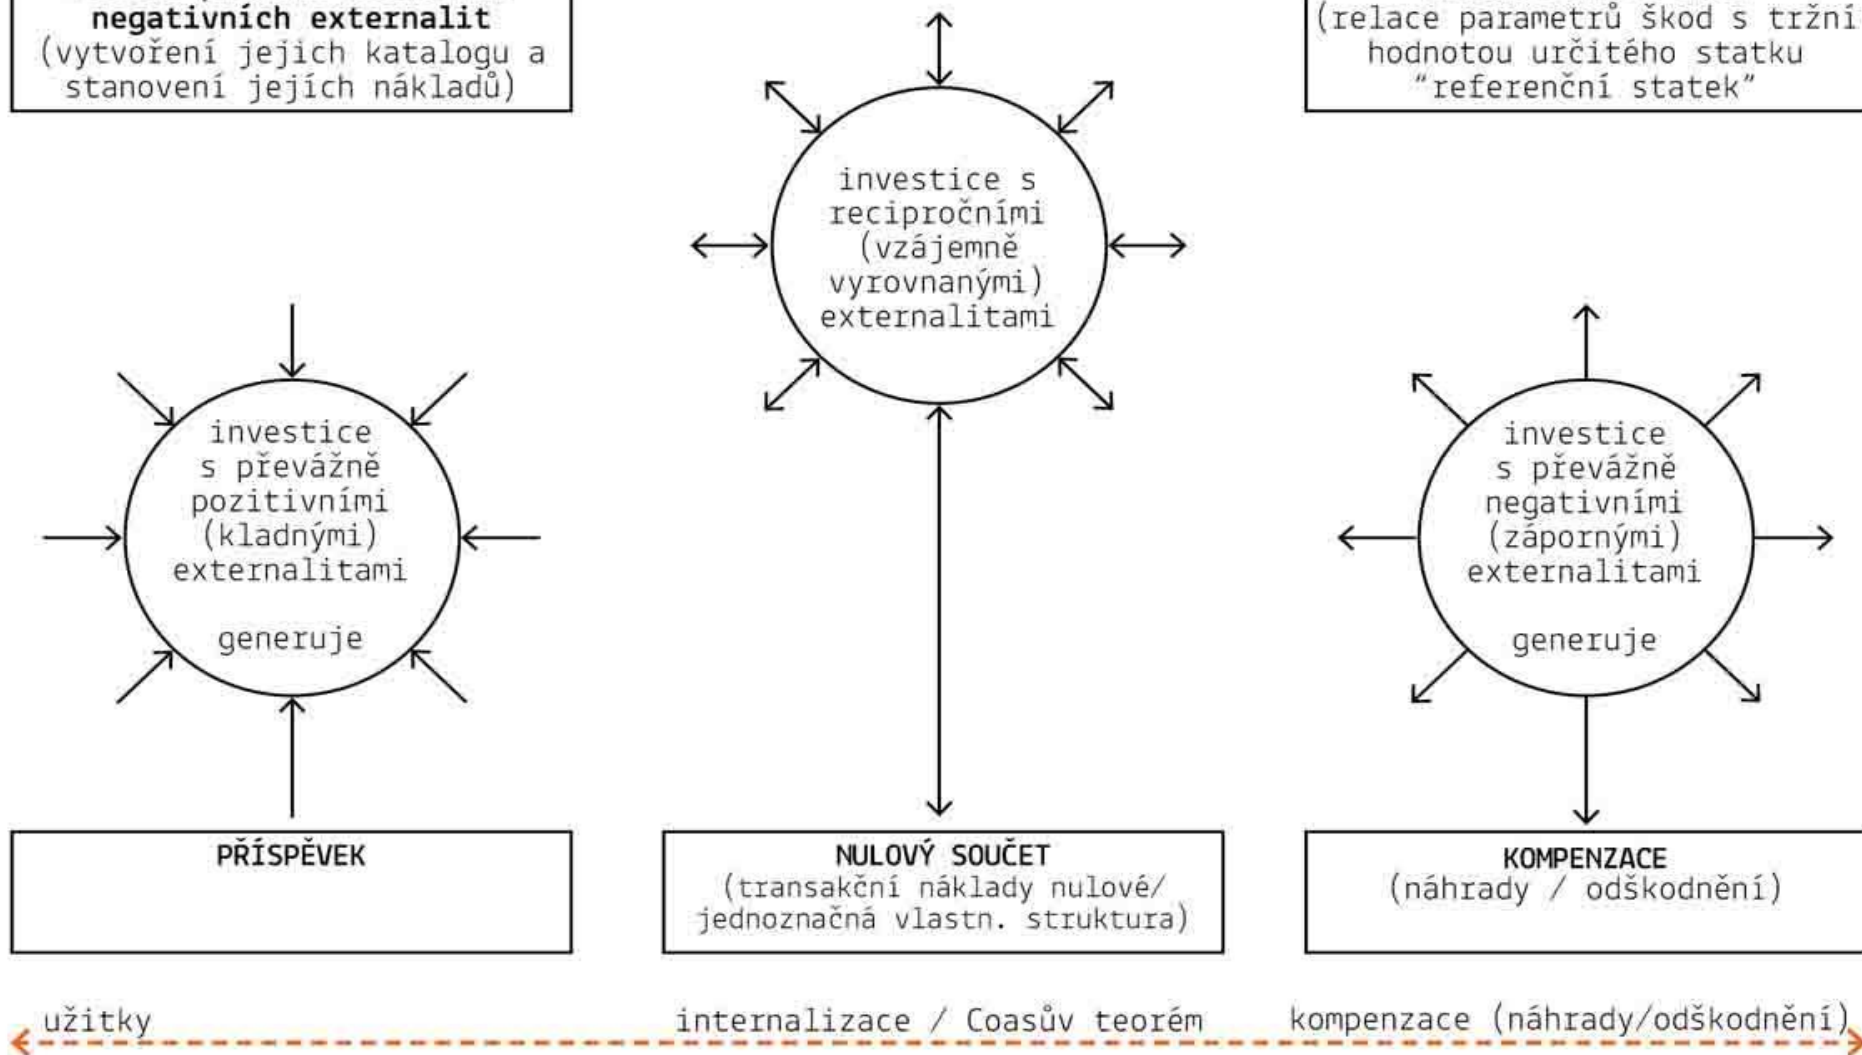 negativních externalit
(vytvoření jejich katalogu a
stanovení jejích nákladů)
(relace parametrů škod s tržní
hodnotou určitého statku
“referenční statek”
investice s
recipročními
(vzájemně
vyrovnanými)
externalitami
investice
s převážně
pozitivními
(kladnými)
externalitami
generuje
investice
s převážně
negativními
(zápornými)
externalitami
generuje
PŘÍSPĚVEK
NULOVÝ SOUČET
(transakční náklady nulové/
jednoznačná vlastn. struktura)
KOMPENZACE
(náhrady / odškodnění)
užitky
internalizace / Coasův teorém
kompenzace (náhrady/odškodnění)